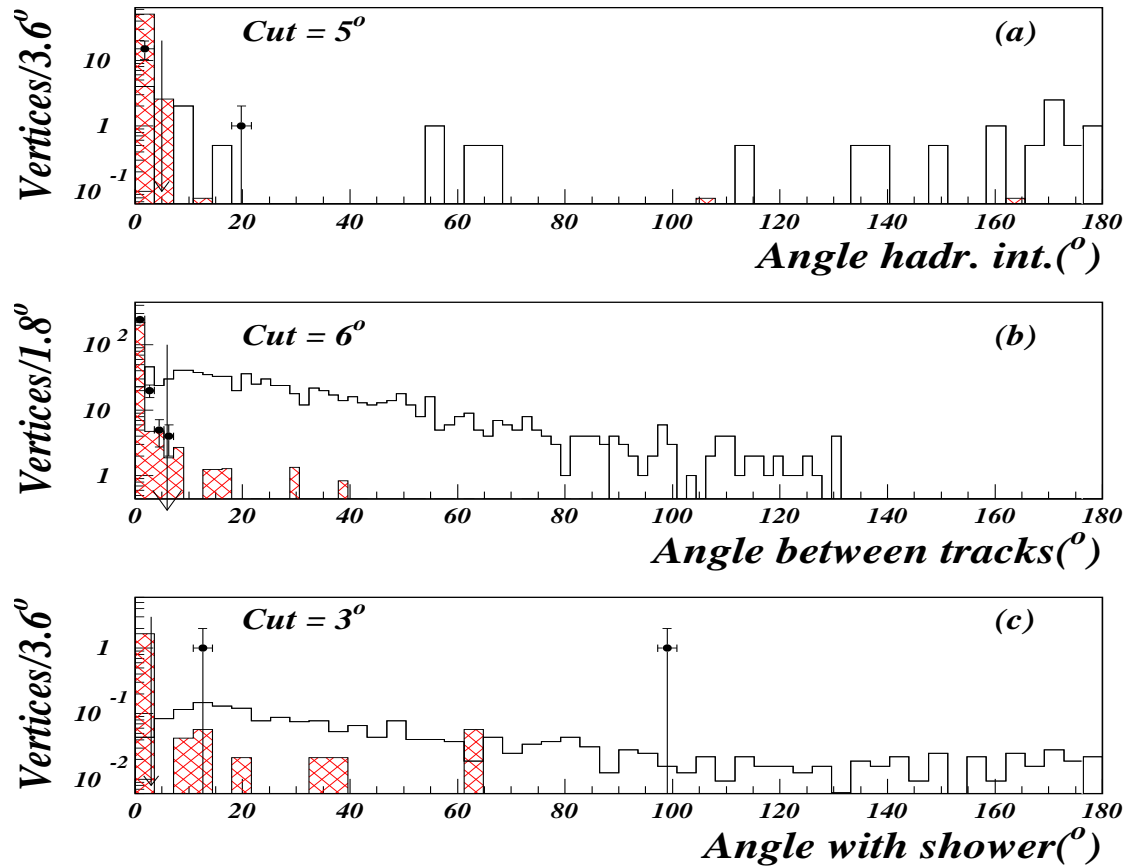 Vertices/3.6°
Cut = 5°
(a)
10
1
10 -1
0 20 40 60 80 100 120 140 160 180
Angle hadr. int.(°)
Vertices/1.8°
Cut = 6°
(b)
10 2
10
1
0 20 40 60 80 100 120 140 160 180
Angle between tracks(°)
Vertices/3.6°
Cut = 3°
(c)
1
10 -1
10 -2
0 20 40 60 80 100 120 140 160 180
Angle with shower(°)